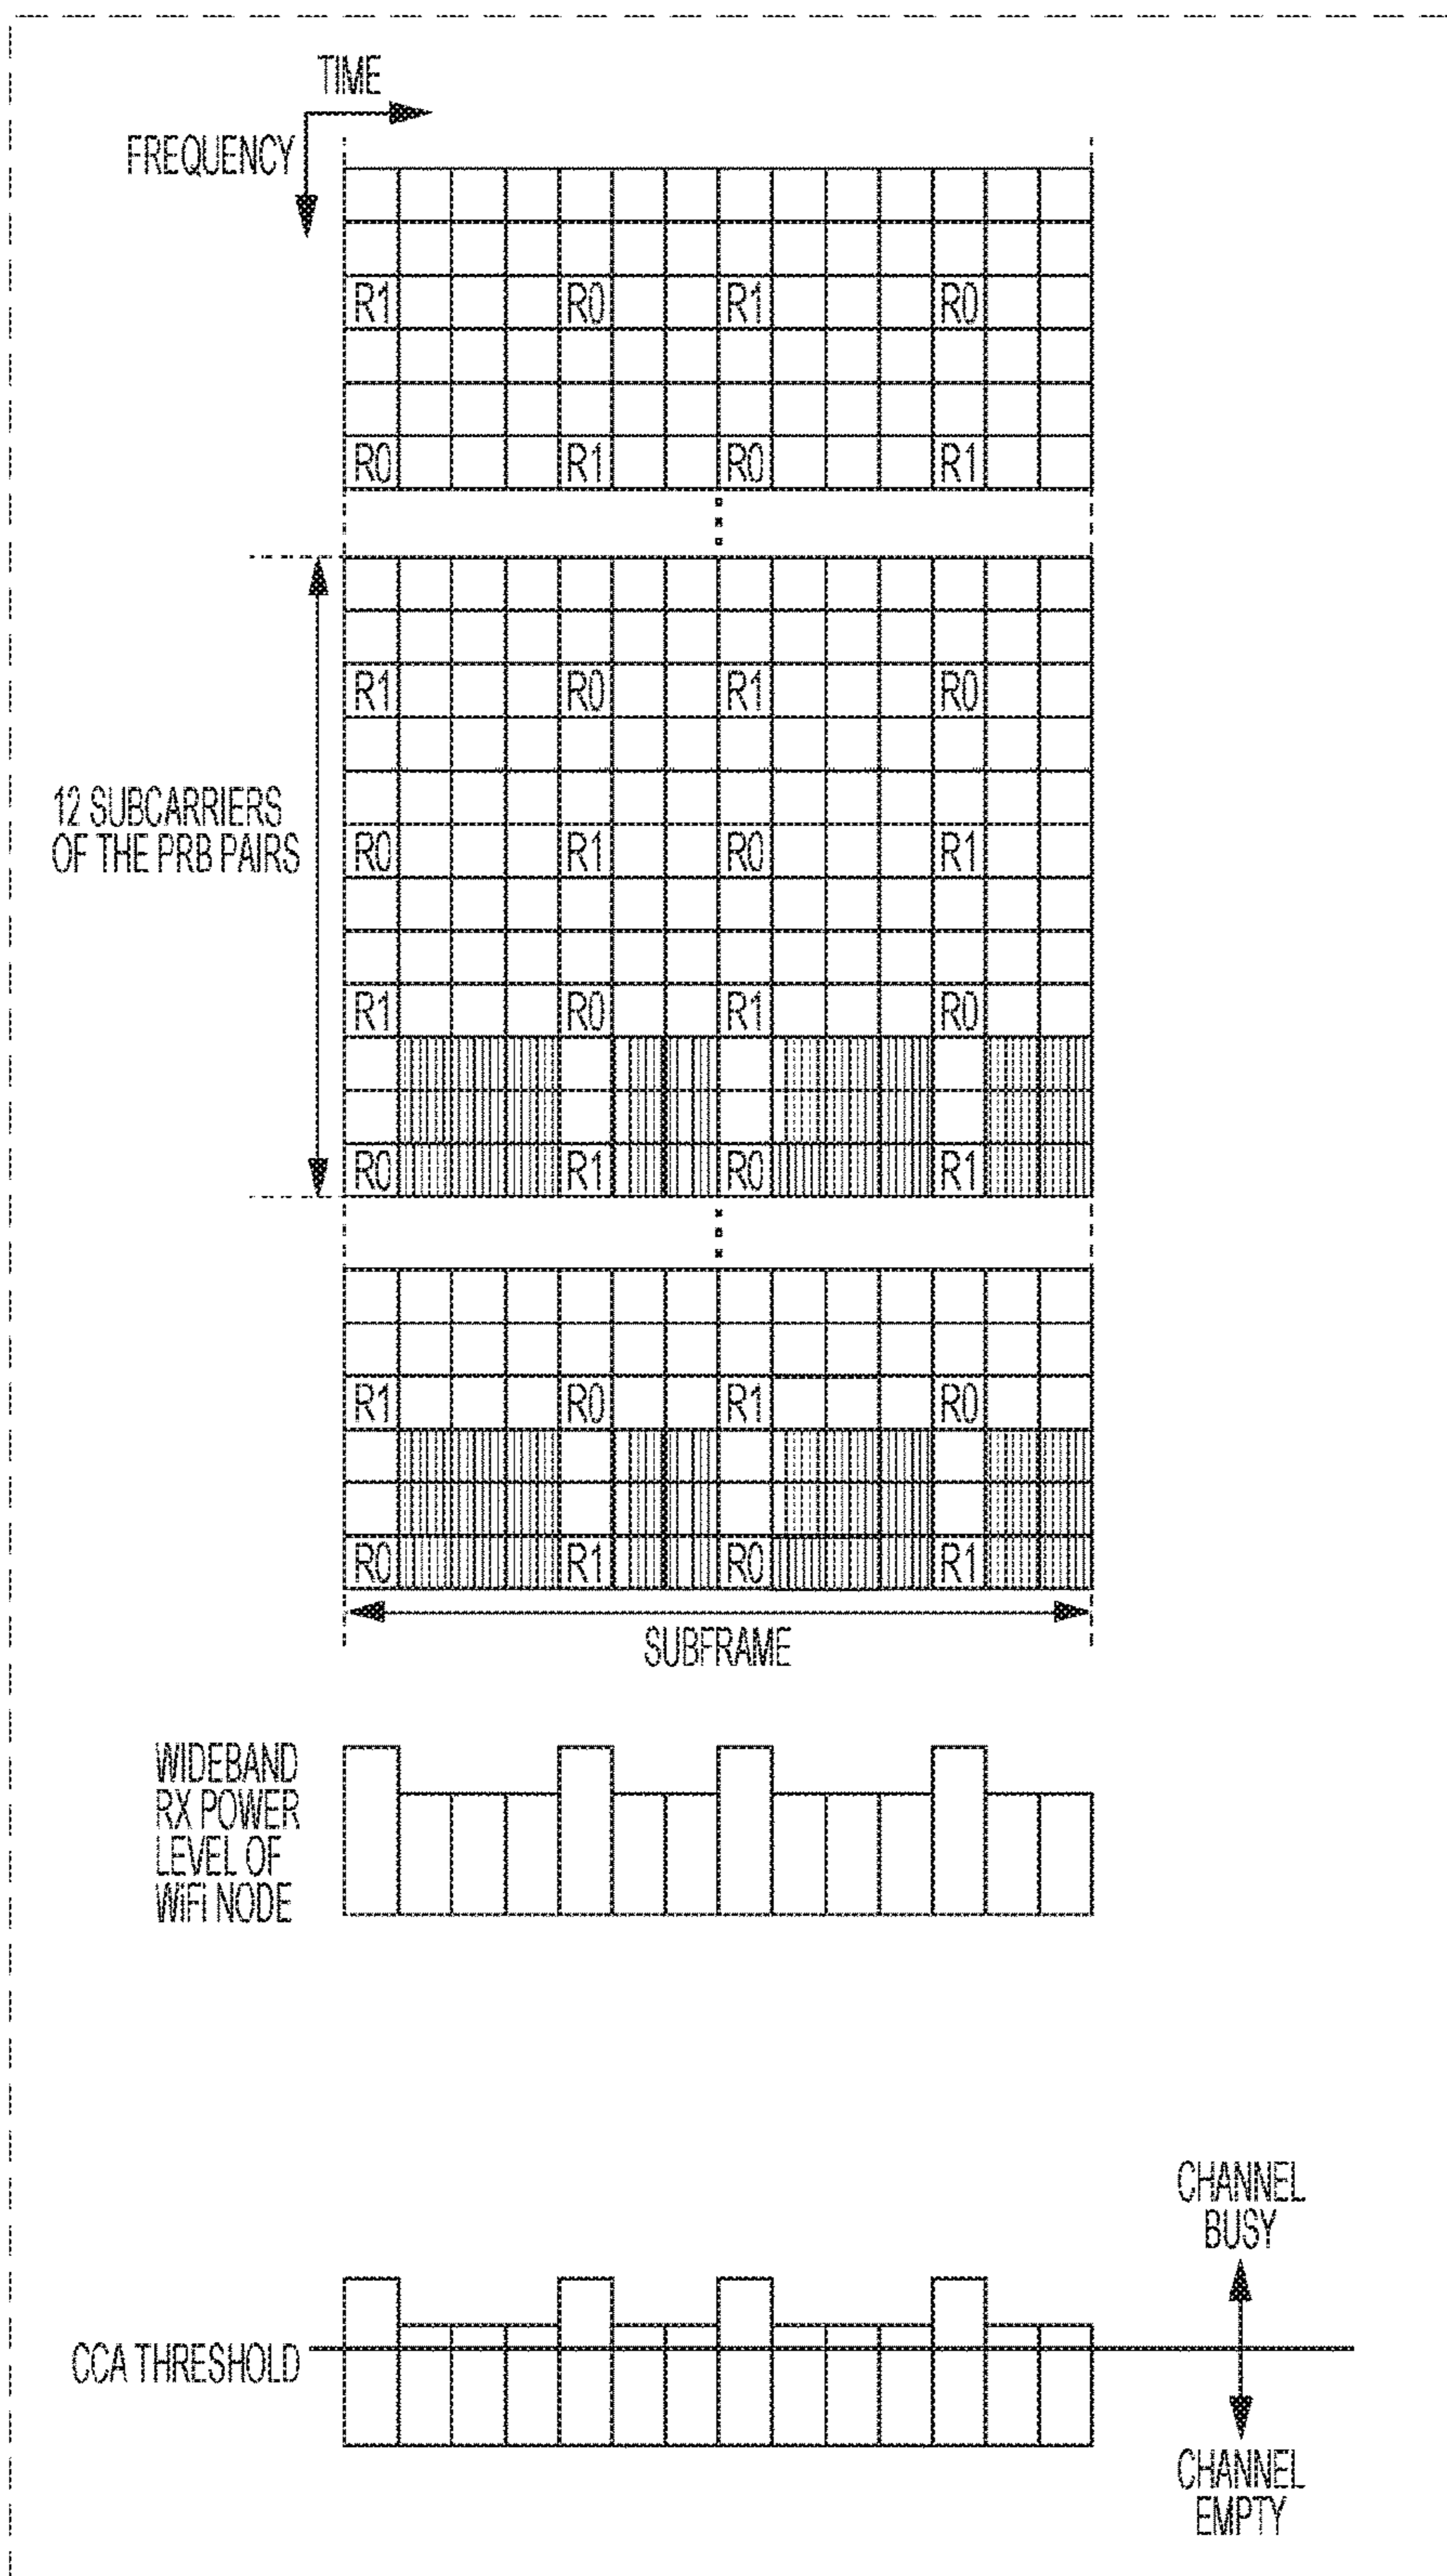 TIME
FREQUENCY
R1 R0 R1 R0
R0 R1 R0 R1
R1 R0 R1 R0
12 SUBCARRIERS
OF THE PRB PAIRS
R0 R1 R0 R1
R1 R0 R1 R0
R0 R1 R0 R1
R1 R0 R1 R0
R0 R1 R0 R1
SUBFRAME
WIDEBAND
RX POWER
LEVEL OF
WiFi NODE
CHANNEL
BUSY
CCA THRESHOLD
CHANNEL
EMPTY